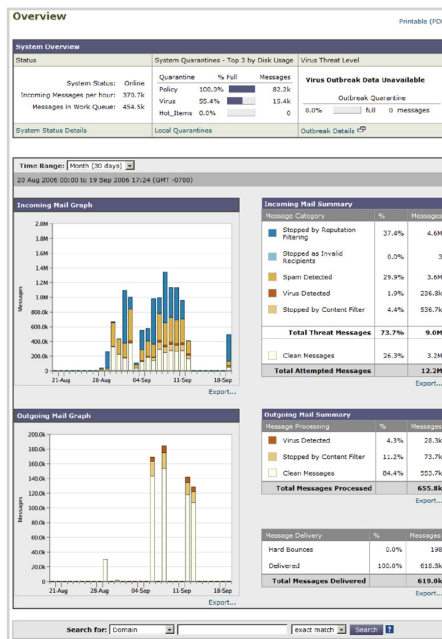 Overview
Printable (PD
System Overview
Status
System Quarantines - Top 3 by Disk Usage
Virus Threat Level
System Status: Online
Incoming Messages per hour: 370.7k
Messages in Work Queue: 454.5k
Quarantine % Full Messages
Policy 100.0% 82.2k
Virus 55.4% 15.4k
Hot_Items 0.0% 0
Virus Outbreak Data Unavailable
Outbreak Quarantine
0.0% full 0 messages
System Status Details
Local Quarantines
Outbreak Details
Time Range: Month (30 days)
20 Aug 2006 00:00 to 19 Sep 2006 17:24 (GMT -0700)
Incoming Mail Graph
2.0M
1.8M
1.6M
1.4M
1.2M
1.0M
800.0k
600.0k
400.0k
200.0k
0
Messages
21-Aug 28-Aug 04-Sep 11-Sep 18-Sep
Export...
Incoming Mail Summary
Message Category % Messages
Stopped by Reputation Filtering 37.4% 4.6M
Stopped as Invalid Recipients 0.0% 3
Spam Detected 29.9% 3.6M
Virus Detected 1.9% 236.8k
Stopped by Content Filter 4.4% 536.7k
Total Threat Messages 73.7% 9.0M
Clean Messages 26.3% 3.2M
Total Attempted Messages 12.2M
Export...
Outgoing Mail Graph
200.0k
180.0k
160.0k
140.0k
120.0k
100.0k
80.0k
60.0k
40.0k
20.0k
0
Messages
21-Aug 28-Aug 04-Sep 11-Sep 18-Sep
Export...
Outgoing Mail Summary
Message Processing % Messages
Virus Detected 4.3% 28.3k
Stopped by Content Filter 11.2% 73.7k
Clean Messages 84.4% 553.7k
Total Messages Processed 655.8k
Export...
Message Delivery % Messages
Hard Bounces 0.0% 198
Delivered 100.0% 618.8k
Total Messages Delivered 619.0k
Export...
Search for: Domain exact match Search ?